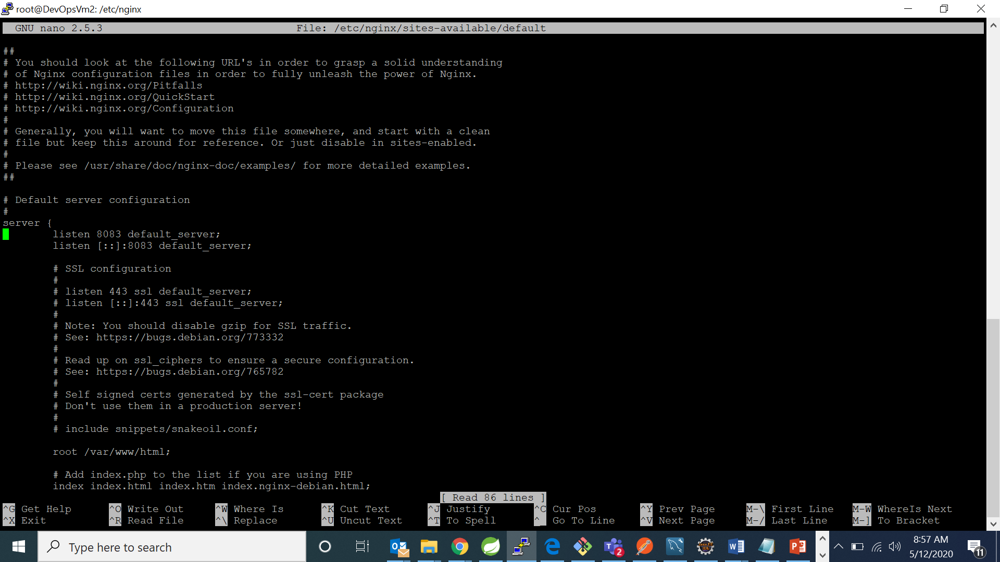 root@DevOpsVm2: /etc/nginx
GNU nano 2.5.3 File: /etc/nginx/sites-available/default
##
# You should look at the following URL's in order to grasp a solid understanding
# of Nginx configuration files in order to fully unleash the power of Nginx.
# http://wiki.nginx.org/Pitfalls
# http://wiki.nginx.org/QuickStart
# http://wiki.nginx.org/Configuration
#
# Generally, you will want to move this file somewhere, and start with a clean
# file but keep this around for reference. Or just disable in sites-enabled.
#
# Please see /usr/share/doc/nginx-doc/examples/ for more detailed examples.
##
# Default server configuration
#
server {
listen 8083 default_server;
listen [::]:8083 default_server;
# SSL configuration
#
# listen 443 ssl default_server;
# listen [::]:443 ssl default_server;
#
# Note: You should disable gzip for SSL traffic.
# See: https://bugs.debian.org/773332
#
# Read up on ssl_ciphers to ensure a secure configuration.
# See: https://bugs.debian.org/765782
#
# Self signed certs generated by the ssl-cert package
# Don't use them in a production server!
#
# include snippets/snakeoil.conf;
root /var/www/html;
# Add index.php to the list if you are using PHP
index index.html index.htm index.nginx-debian.html;
[ Read 86 lines ]
^G Get Help ^O Write Out ^W Where Is ^K Cut Text ^J Justify ^C Cur Pos ^Y Prev Page M-\ First Line M-W WhereIs Next
^X Exit ^R Read File ^\ Replace ^U Uncut Text ^T To Spell ^_ Go To Line ^V Next Page M-/ Last Line M-] To Bracket
Type here to search
8:57 AM
5/12/2020
2
11